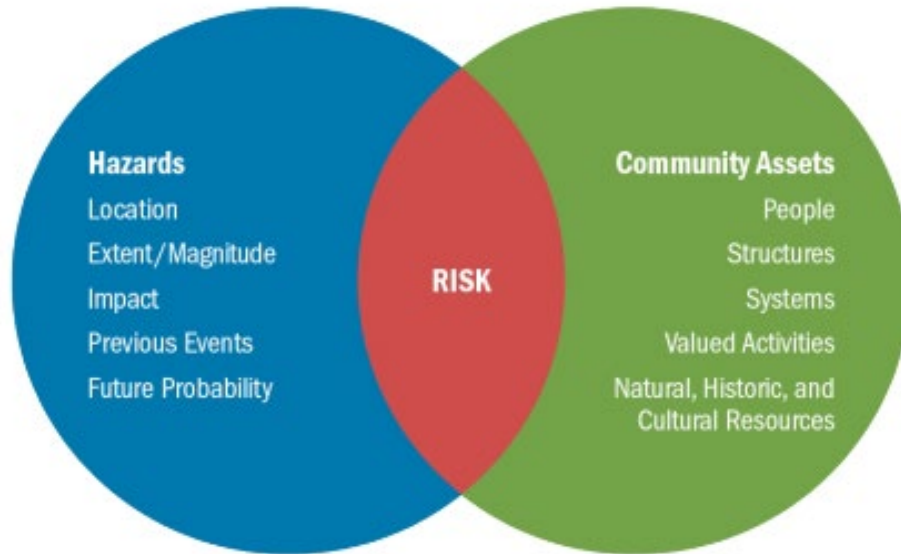 Hazards
Location
Extent/Magnitude
Impact
Previous Events
Future Probability
RISK
Community Assets
People
Structures
Systems
Valued Activities
Natural, Historic, and
Cultural Resources